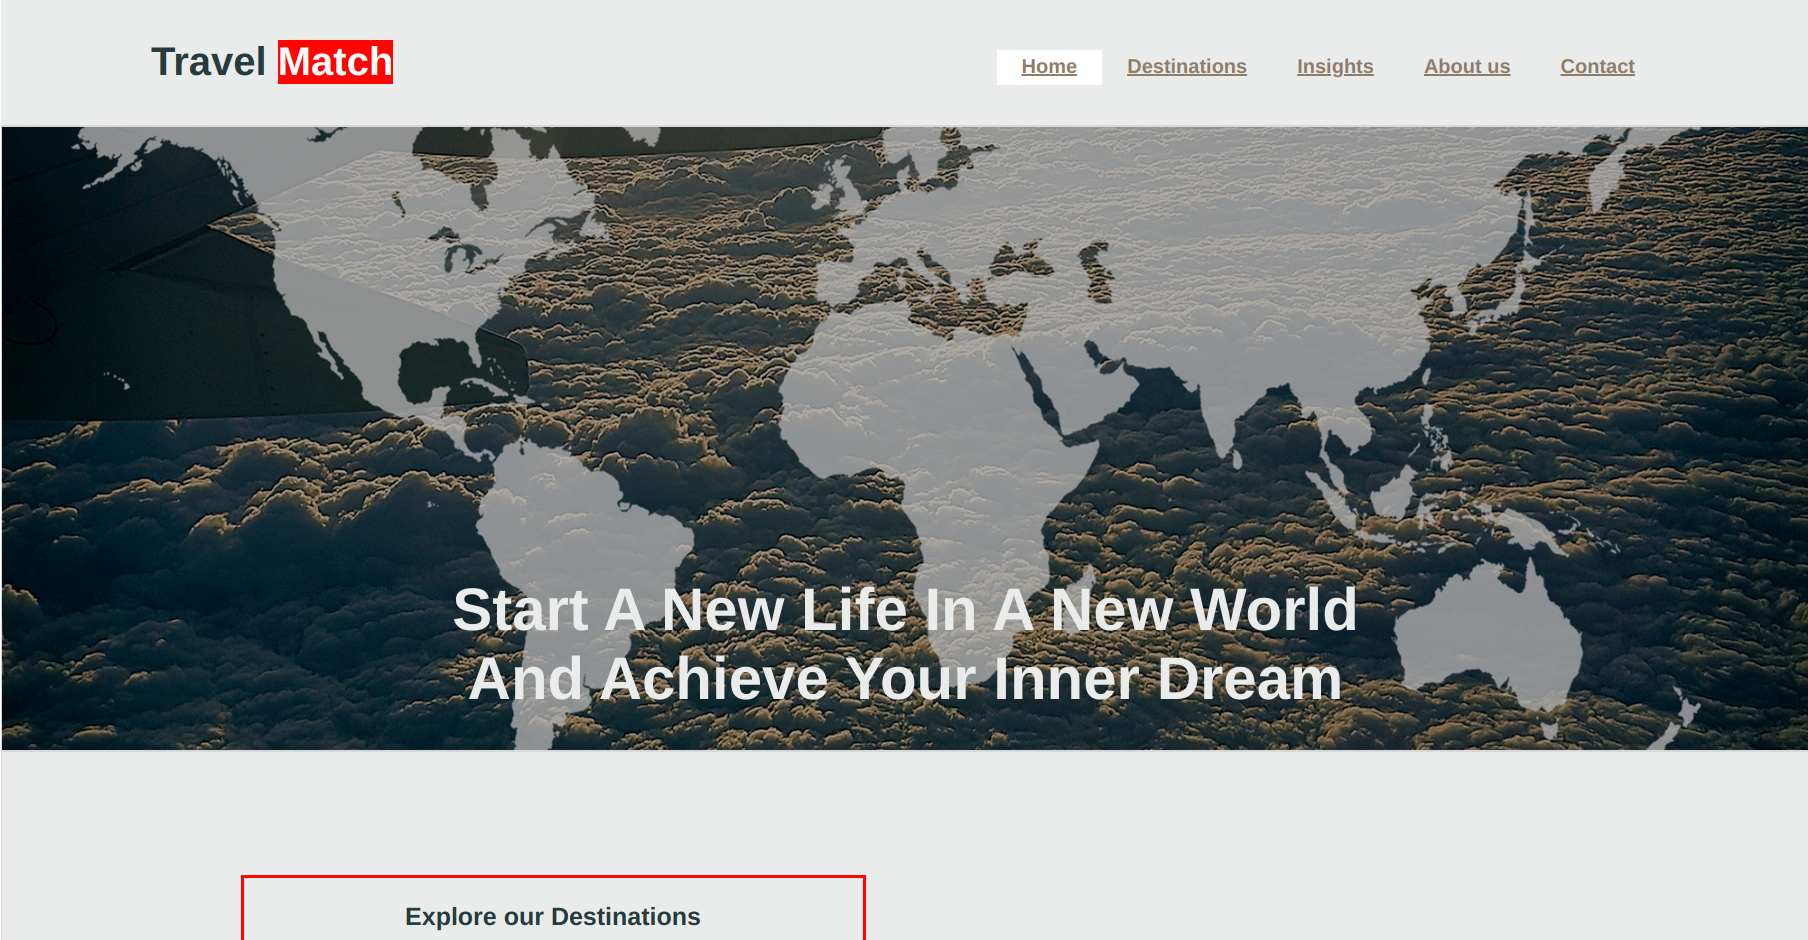 Travel Match
Home Destinations Insights About us Contact
Start A New Life In A New World
And Achieve Your Inner Dream
Explore our Destinations